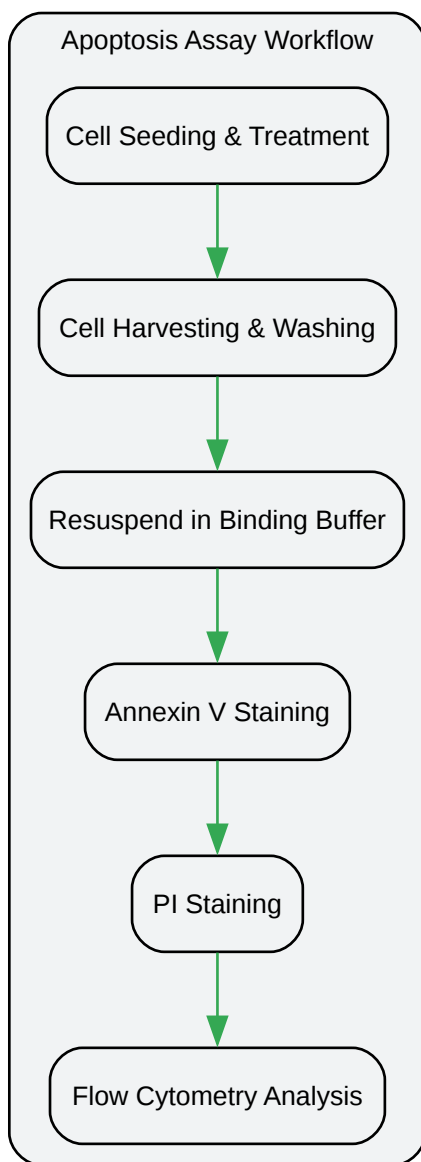 Apoptosis Assay Workflow
Cell Seeding & Treatment
Cell Harvesting & Washing
Resuspend in Binding Buffer
Annexin V Staining
PI Staining
Flow Cytometry Analysis